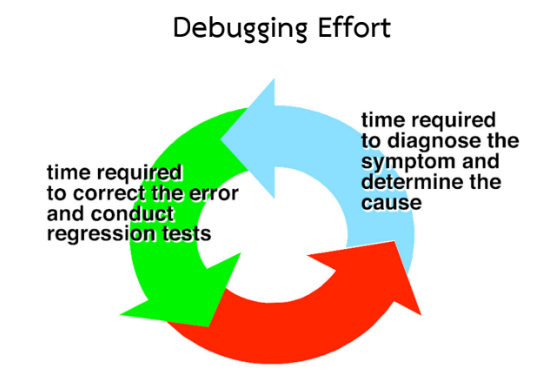 Debugging Effort
time required
to diagnose the
symptom and
determine the
cause
time required
to correct the error
and conduct
regression tests